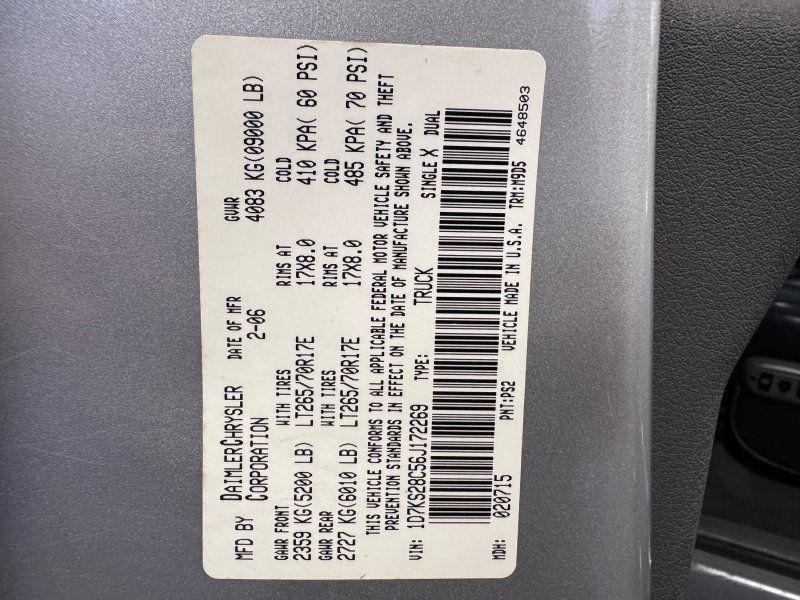 MFD BY DAIMLERCHRYSLER CORPORATION
DATE OF MFR 2-06
GVWR 4083 KG(09000 LB)
GAWR FRONT WITH TIRES RIMS AT COLD
2359 KG(5200 LB) LT265/70R17E 17X8.0 410 KPA( 60 PSI)
GAWR REAR WITH TIRES RIMS AT COLD
2727 KG(6010 LB) LT265/70R17E 17X8.0 485 KPA( 70 PSI)
THIS VEHICLE CONFORMS TO ALL APPLICABLE FEDERAL MOTOR VEHICLE SAFETY AND THEFT
PREVENTION STANDARDS IN EFFECT ON THE DATE OF MANUFACTURE SHOWN ABOVE.
VIN: 1D7KS28C56J172269 TYPE: TRUCK SINGLE X DUAL
MDH: 020715 PNT:PS2 VEHICLE MADE IN U.S.A. TRM:M9D5 4648503